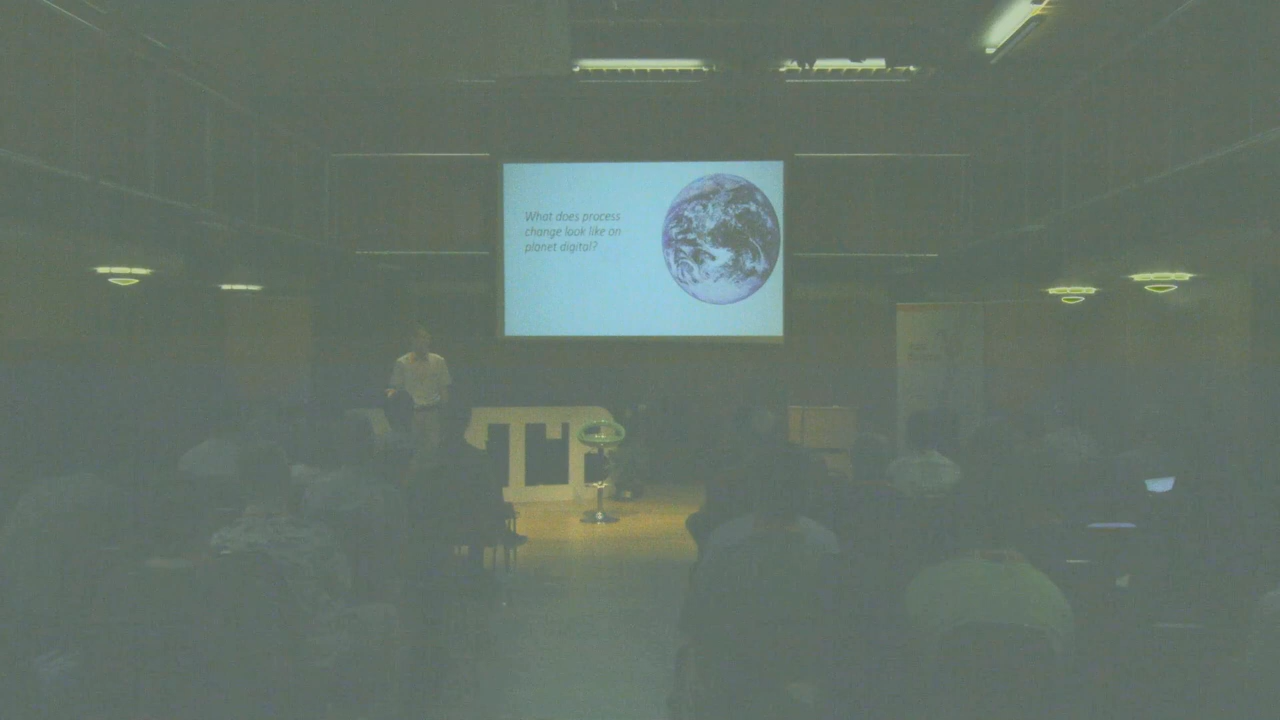 What does process
change look like on
planet digital?